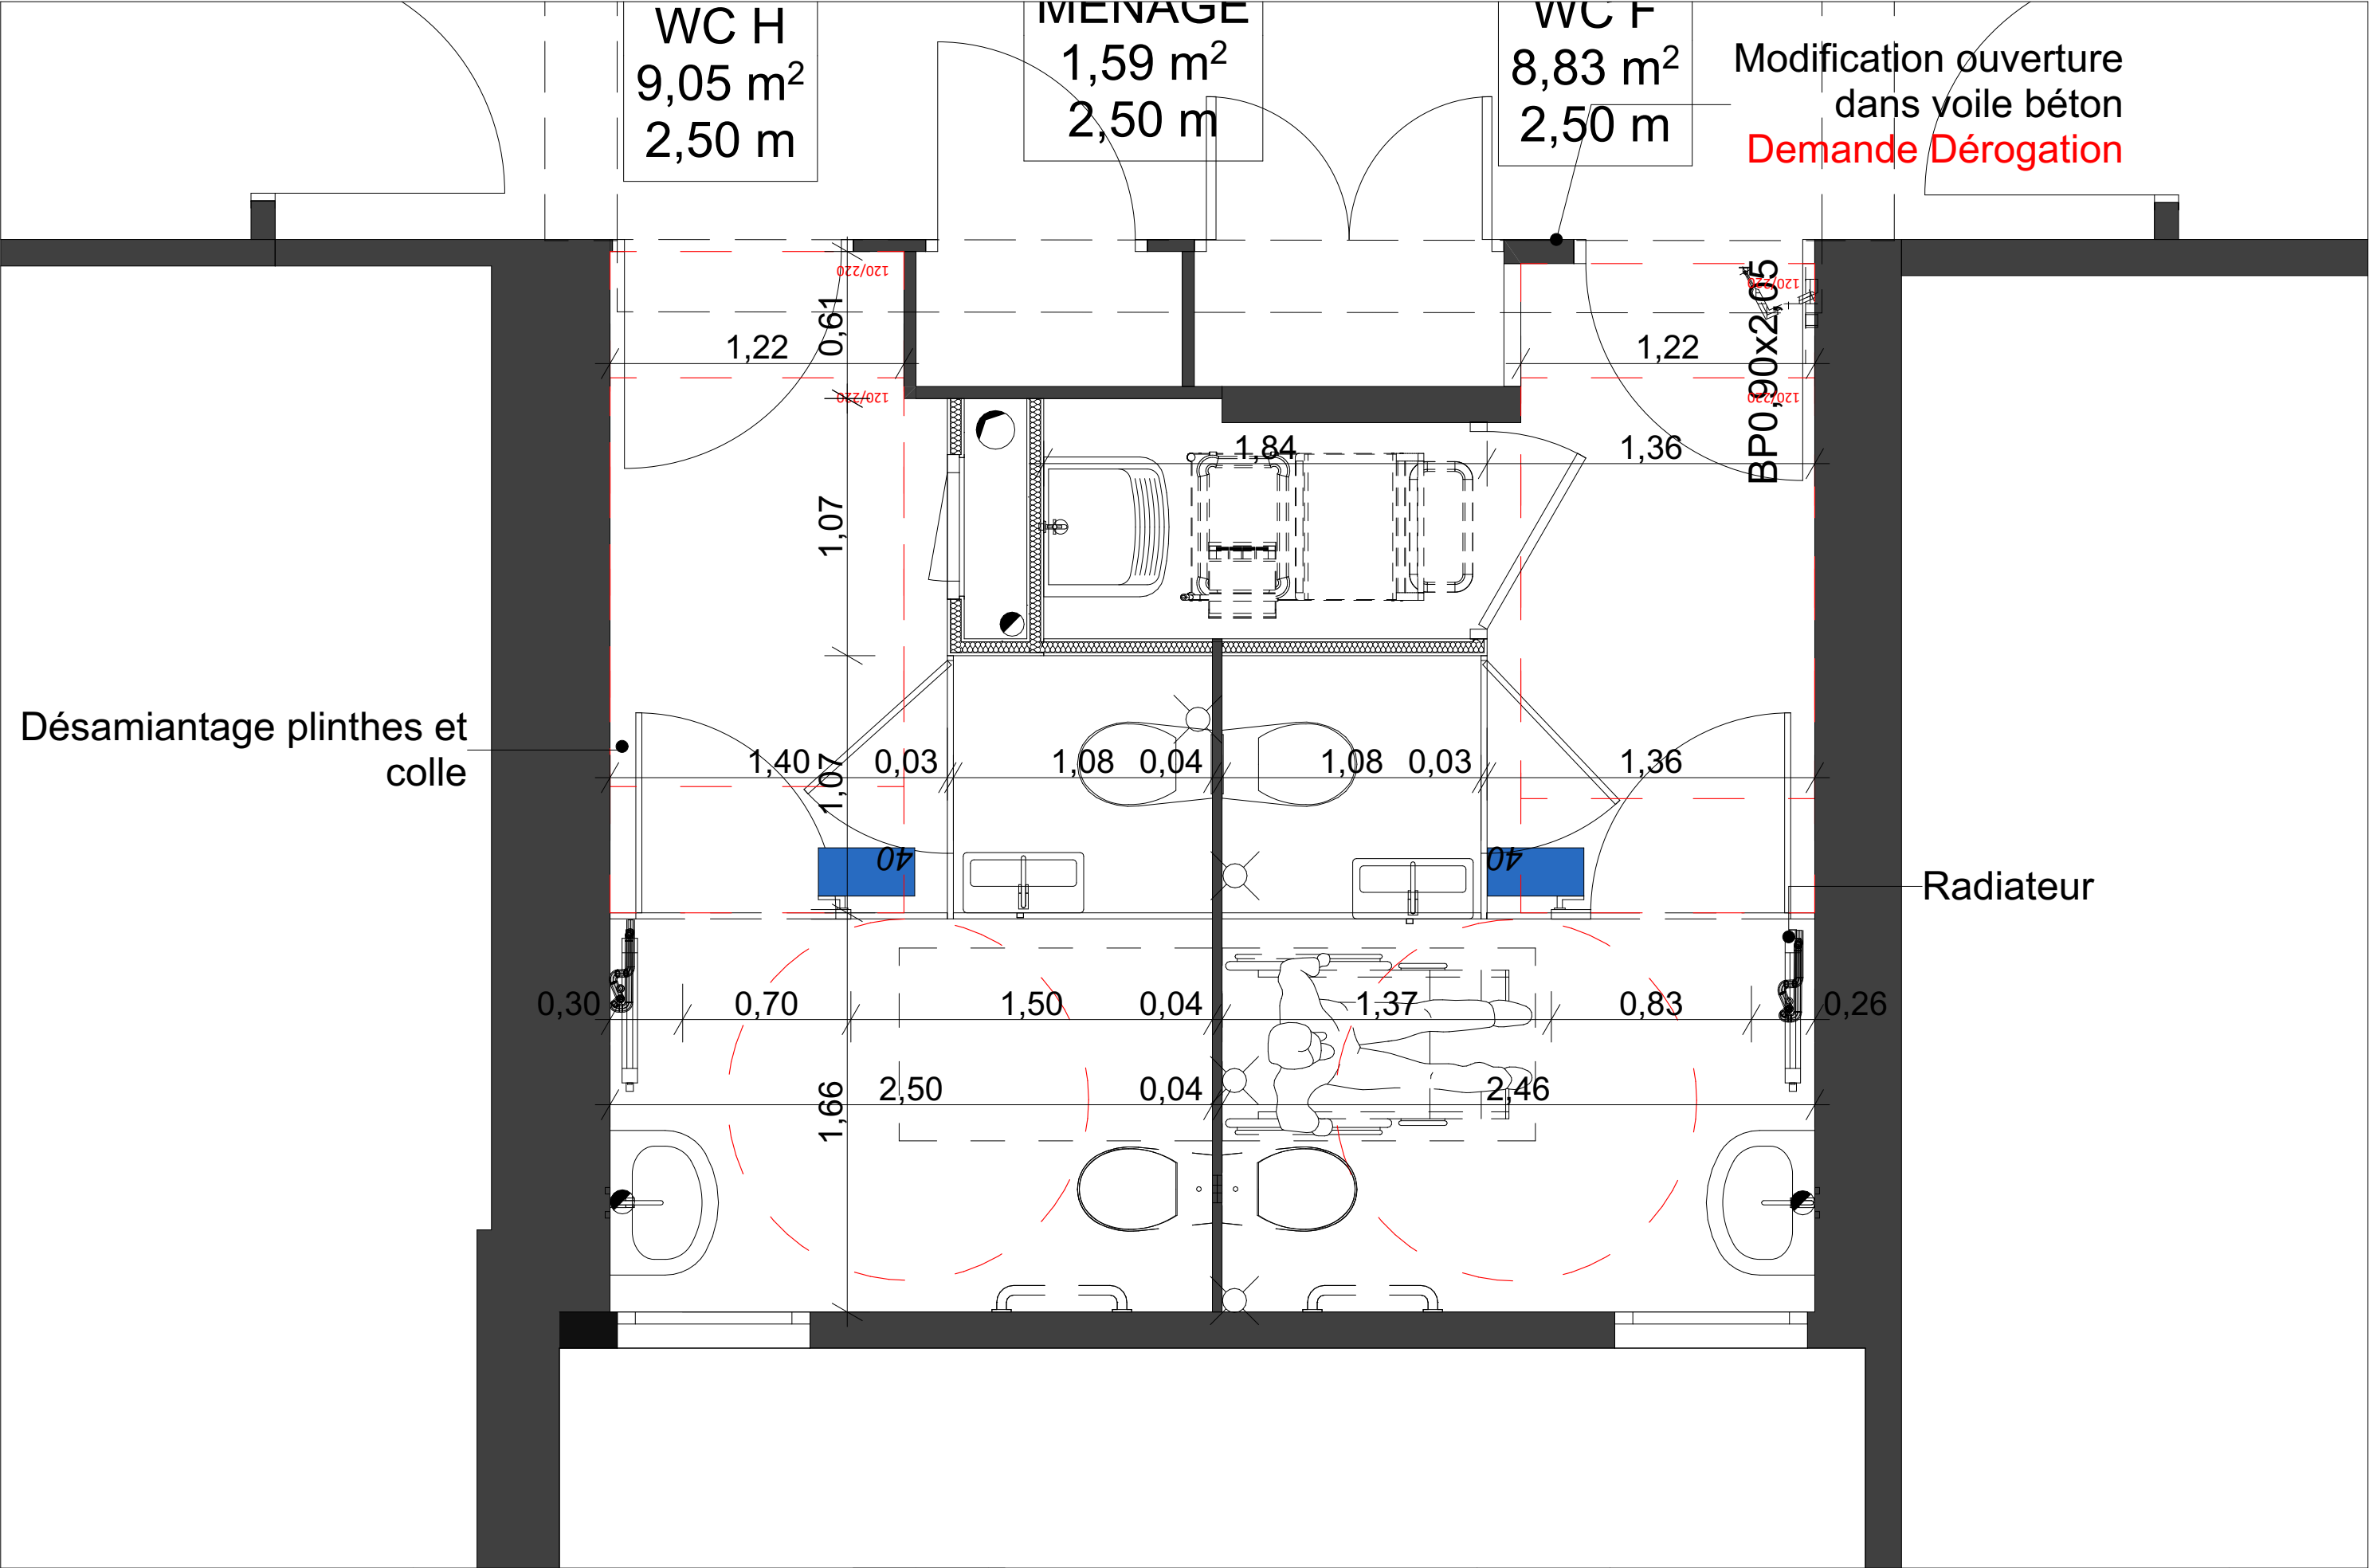 WC H
9,05 m²
2,50 m
MENAGE
1,59 m²
2,50 m
WC F
8,83 m²
2,50 m
Modification ouverture
dans voile béton
Demande Dérogation
120/220
120/220
0,61
1,22
1,22
120/220
120/220
BP0,90x2,05
1,84
1,36
1,07
Désamiantage plinthes et
colle
1,40
0,03
1,08
0,04
1,08
0,03
1,36
1,07
40
40
Radiateur
0,30
0,70
1,50
0,04
1,37
0,83
0,26
2,50
0,04
2,46
1,66